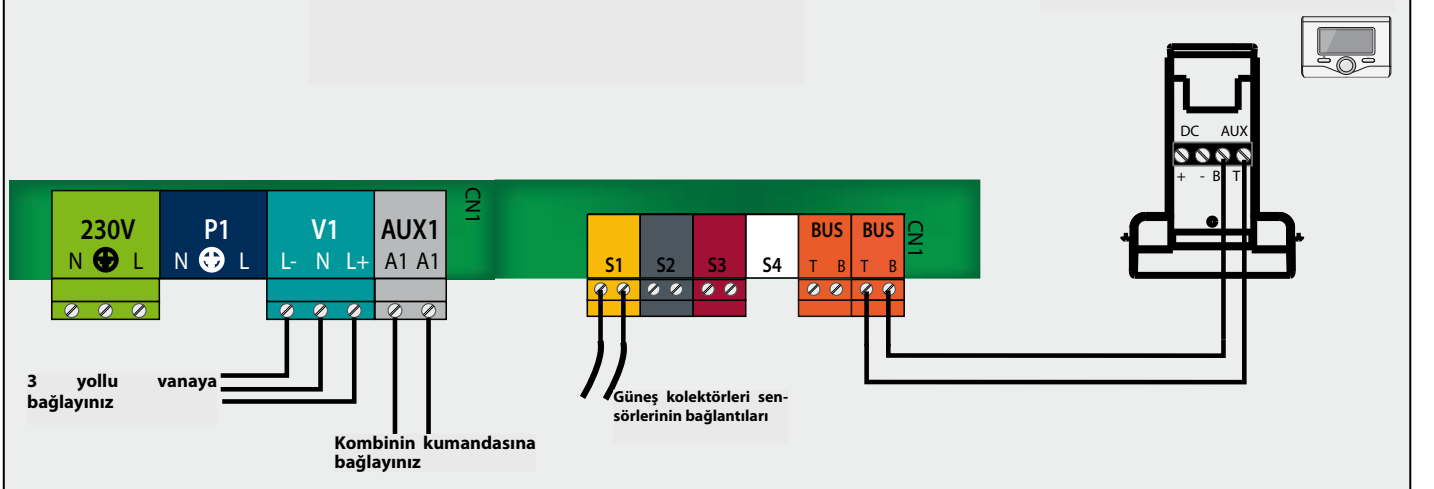 DC AUX
+ - B T
230V P1 V1 AUX1
N L N L L- N L+ A1 A1
CN1
BUS BUS
S1 S2 S3 S4 T B T B
CN1
3 yollu vanaya
bağlayınız
Kombinin kumandasına
bağlayınız
Güneş kolektörleri sen-
sörlerinin bağlantıları